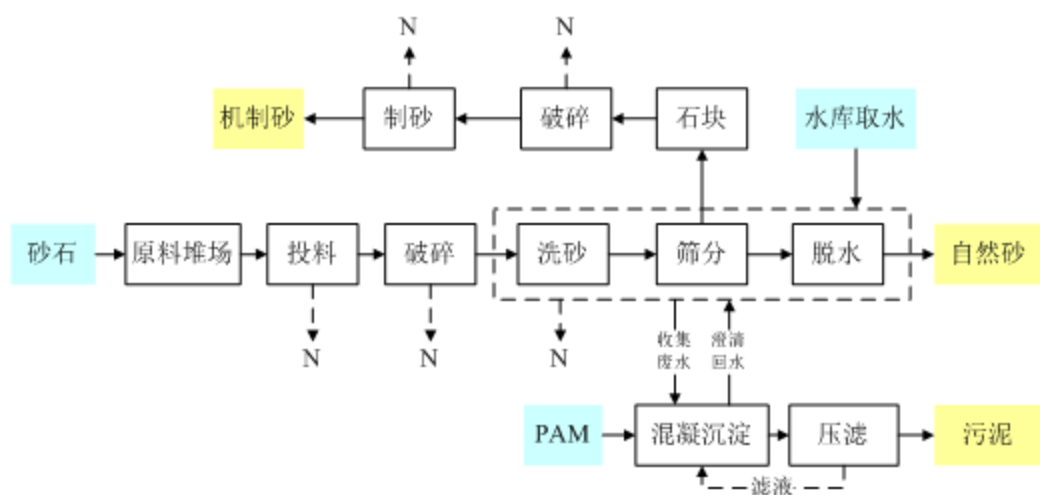 N
N
机制砂
制砂
破碎
石块
水库取水
砂石
原料堆场
投料
破碎
洗砂
筛分
脱水
自然砂
N
N
N
收集
废水
澄清
回水
PAM
混凝沉淀
压滤
污泥
滤液